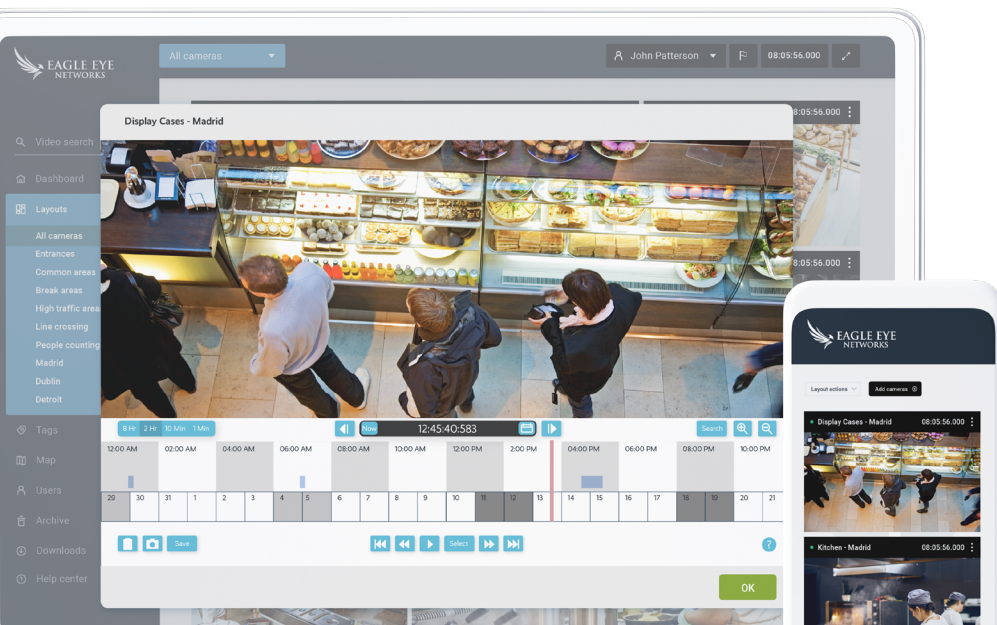 EAGLE EYE
NETWORKS
All cameras
John Patterson
08:05:56.000
Display Cases - Madrid
8:05:56.000
Video search
Dashboard
Layouts
All cameras
Entrances
Common areas
Break areas
High traffic area
Line crossing
People counting
Madrid
Dublin
Detroit
Tags
Map
Users
Archive
Downloads
Help center
8:05:56.000
8 Hr 2 Hr 10 Min 1 Min
Now 12:45:40:583
Search
12:00 AM 02:00 AM 04:00 AM 06:00 AM 08:00 AM 10:00 AM 12:00 PM 2:00 PM 04:00 PM 06:00 PM 08:00 PM 10:00 PM
29 30 31 1 2 3 4 5 6 7 8 9 10 11 12 13 14 15 16 17 18 19 20 21
Save
Select
?
OK
EAGLE EYE
NETWORKS
Layout actions
Add cameras
Display Cases - Madrid 08:05:56.000
Kitchen - Madrid 08:05:56.000